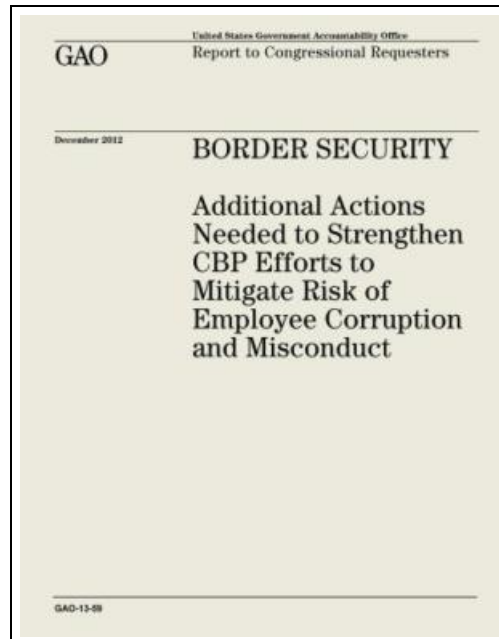 United States Government Accountability Office
GAO
Report to Congressional Requesters
December 2012
BORDER SECURITY
Additional Actions
Needed to Strengthen
CBP Efforts to
Mitigate Risk of
Employee Corruption
and Misconduct
GAO-13-59